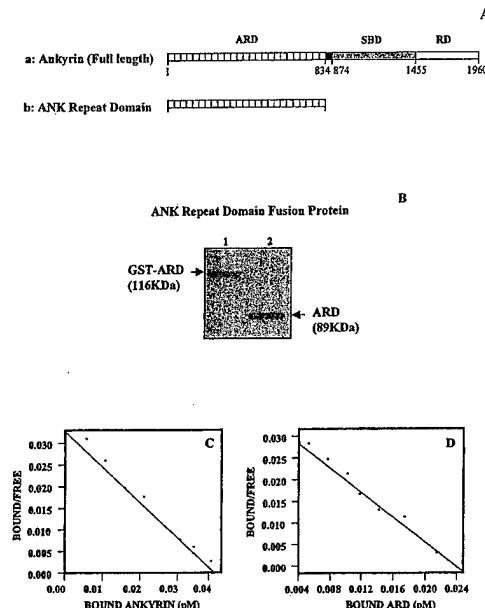 A
ARD SBD RD
a: Ankyrin (Full length)
1 834 874 1455 1960
b: ANK Repeat Domain
B
ANK Repeat Domain Fusion Protein
1 2
GST-ARD
(116KDa)
ARD
(89KDa)
C
BOUND/FREE
0.030
0.025
0.020
0.015
0.010
0.005
0.000
0.00 0.01 0.02 0.03 0.04
BOUND ANKYRIN (pM)
D
BOUND/FREE
0.030
0.025
0.020
0.015
0.010
0.005
0.000
0.004 0.008 0.012 0.016 0.020 0.024
BOUND ARD (pM)